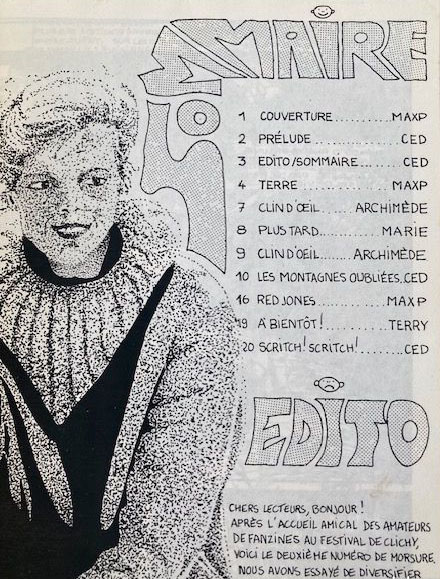 SOMMAIRE
1 COUVERTURE..........MAXP
2 PRÉLUDE..............CED
3 EDITO/SOMMAIRE........CED
4 TERRE..............MAXP
7 CLIN D'ŒIL......ARCHIMÈDE
8 PLUS TARD..........MARIE
9 CLIN D'OEIL.....ARCHIMÈDE
10 LES MONTAGNES OUBLIÉES.CED
16 RED JONES..........MAXP
19 A BIENTÔT!........TERRY
20 SCRITCH! SCRITCH!.......CED
EDITO
CHERS LECTEURS, BONJOUR!
APRÈS L'ACCUEIL AMICAL DES AMATEURS
DE FANZINES AU FESTIVAL DE CLICHY,
VOICI LE DEUXIÈME NUMÉRO DE MORSURE.
NOUS AVONS ESSAYÉ DE DIVERSIFIER